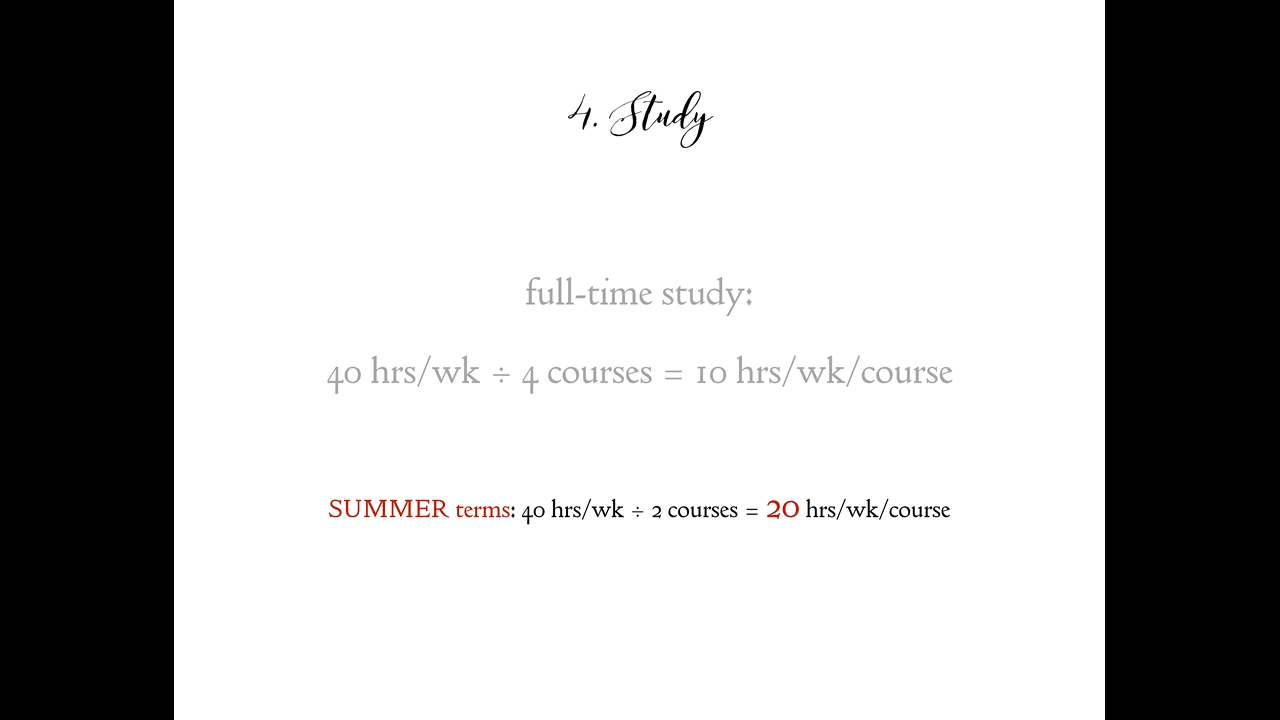 4. Study
full-time study:
40 hrs/wk ÷ 4 courses = 10 hrs/wk/course
SUMMER terms: 40 hrs/wk ÷ 2 courses = 20 hrs/wk/course